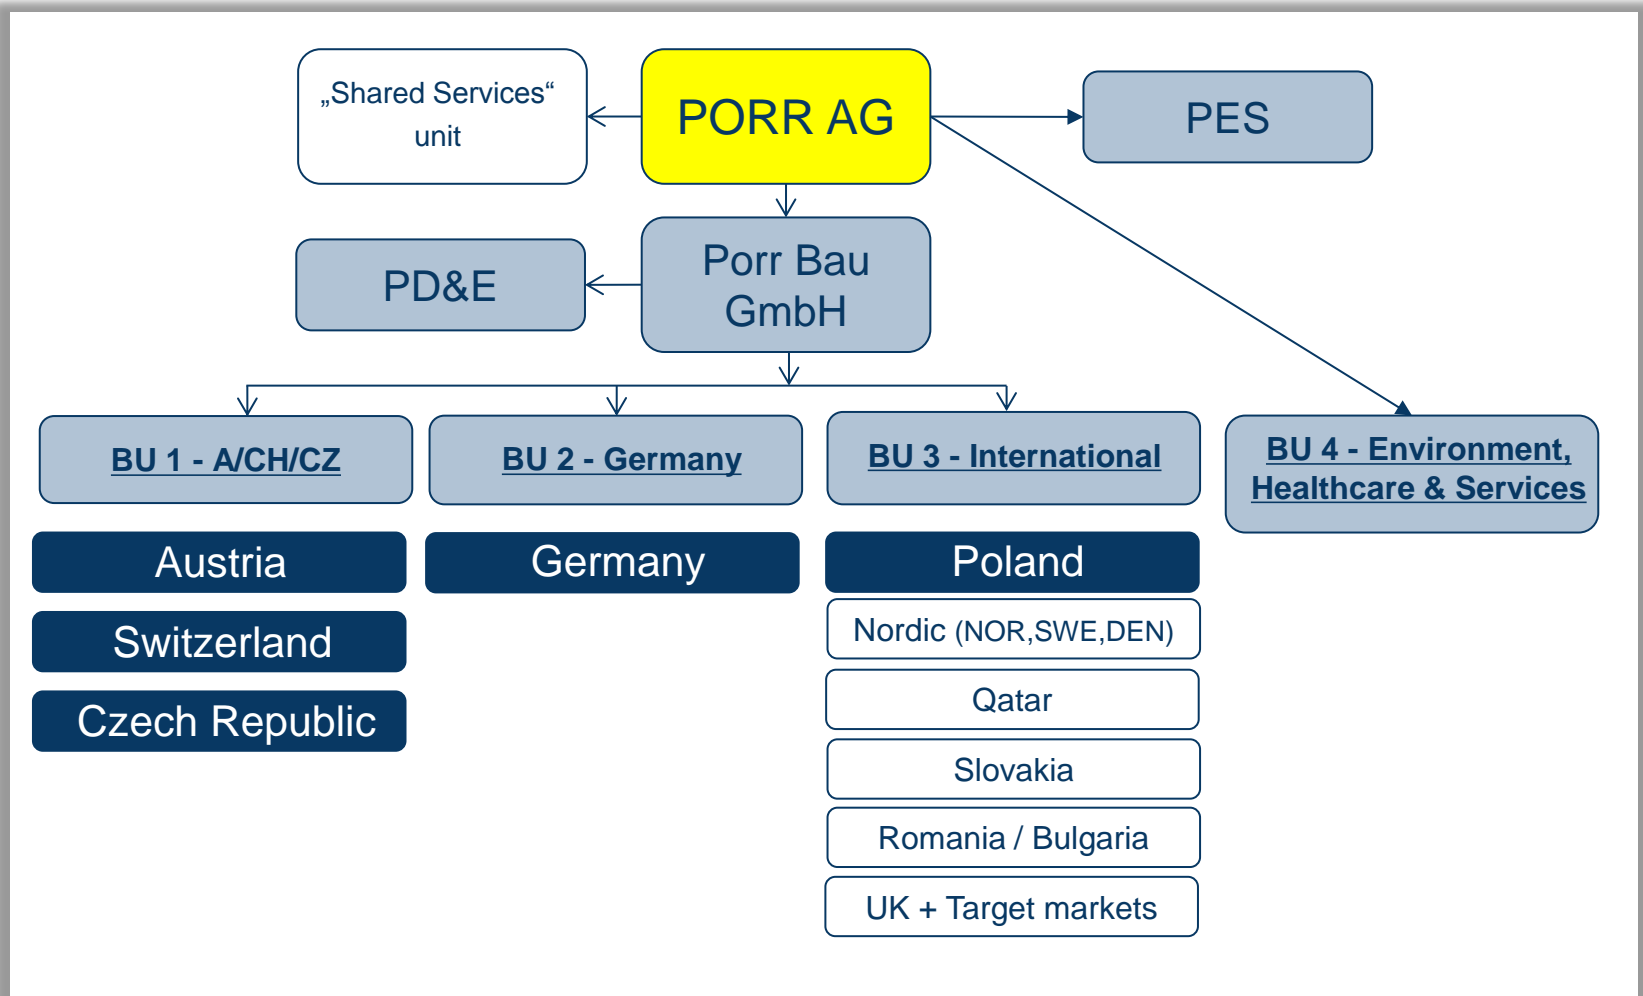 „Shared Services“
unit
PORR AG
PES
PD&E
Porr Bau
GmbH
BU 1 - A/CH/CZ
BU 2 - Germany
BU 3 - International
BU 4 - Environment,
Healthcare & Services
Austria
Germany
Poland
Switzerland
Nordic (NOR,SWE,DEN)
Czech Republic
Qatar
Slovakia
Romania / Bulgaria
UK + Target markets